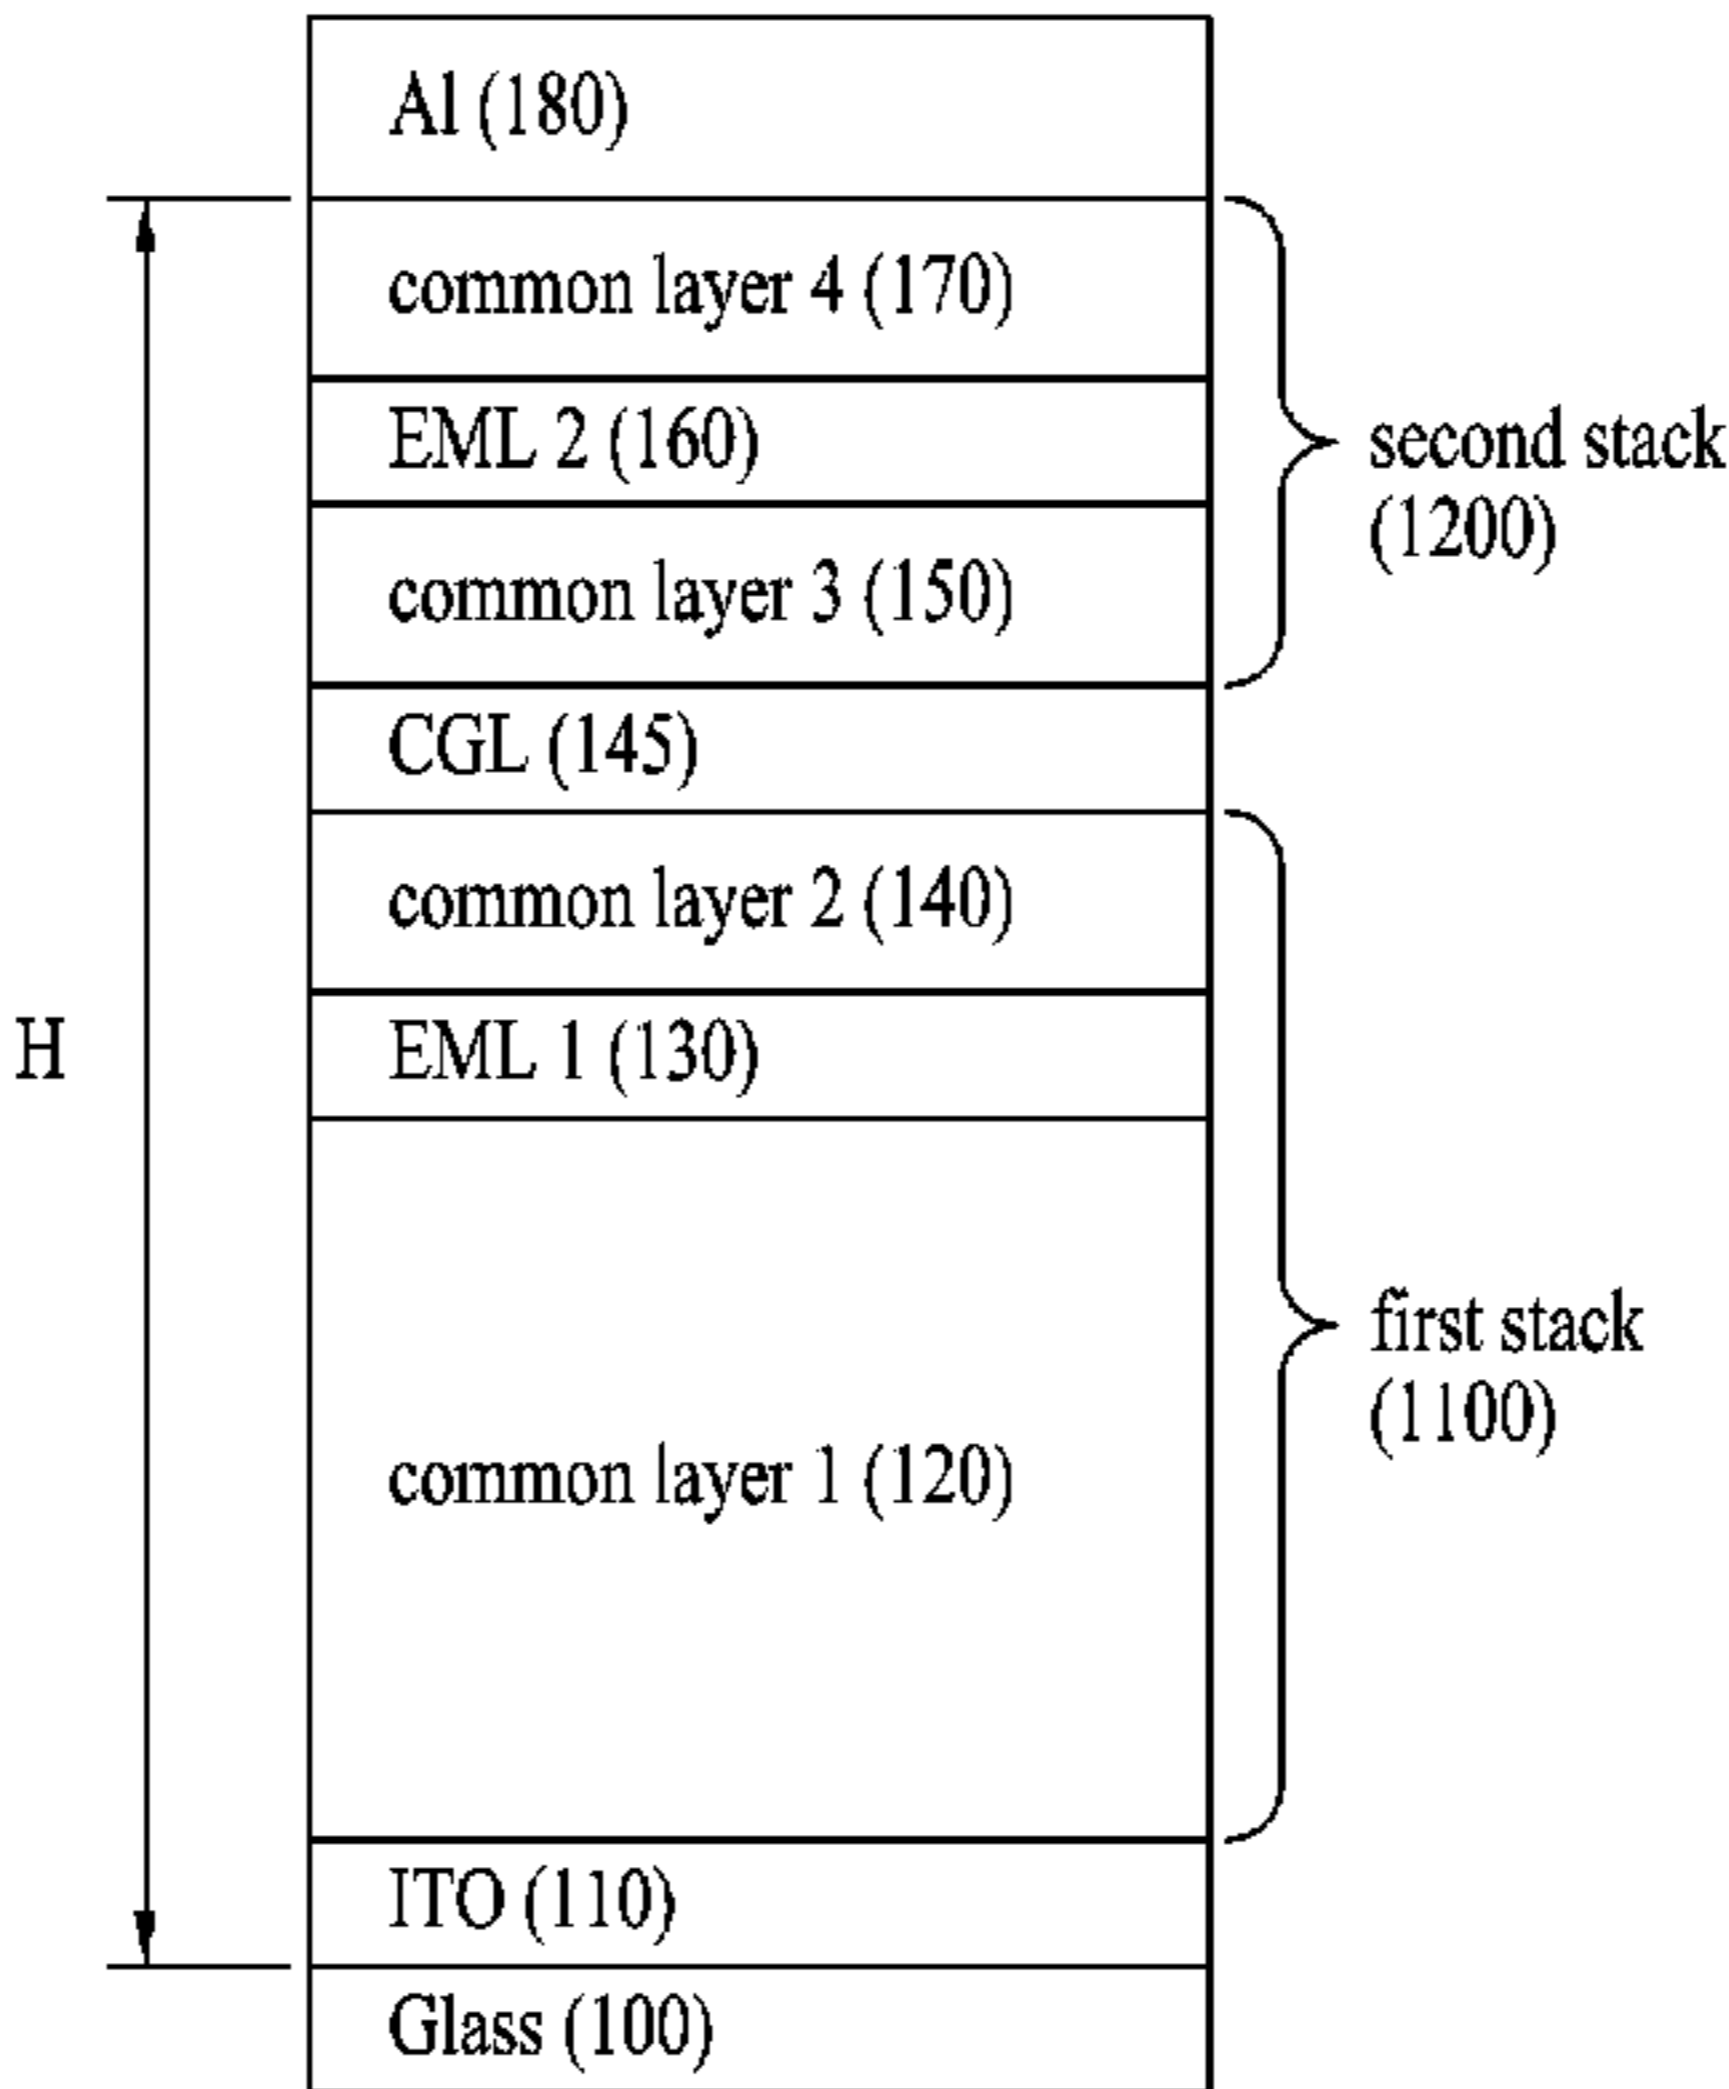 Al (180)
common layer 4 (170)
EML 2 (160)
second stack
(1200)
common layer 3 (150)
CGL (145)
common layer 2 (140)
H
EML 1 (130)
first stack
(1100)
common layer 1 (120)
ITO (110)
Glass (100)